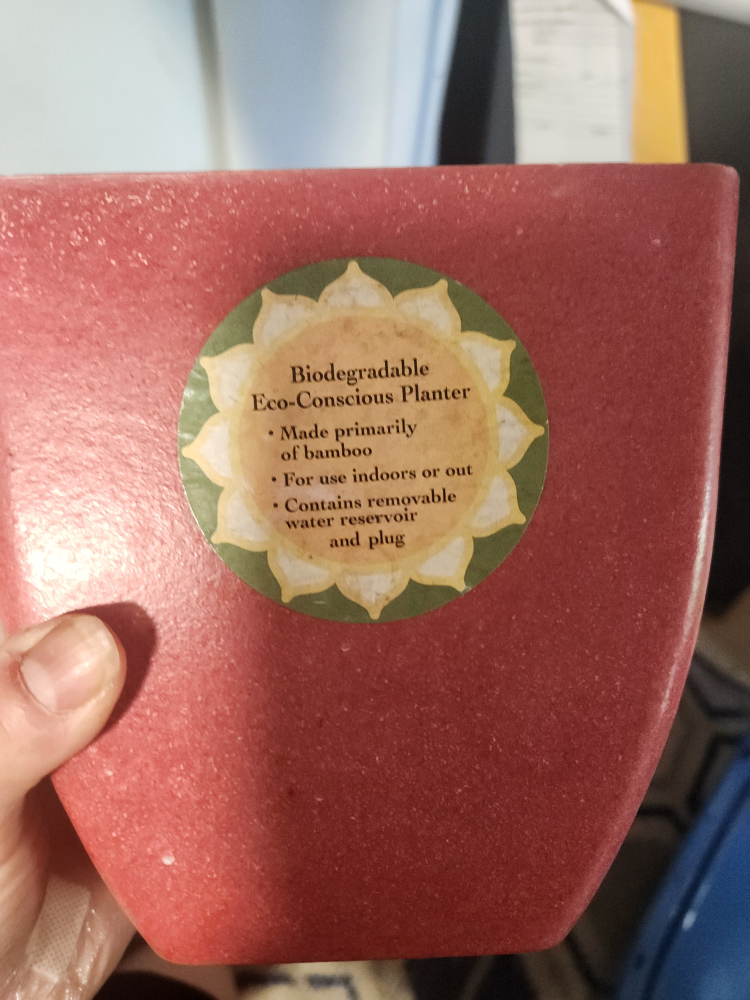 Biodegradable
Eco-Conscious Planter
• Made primarily
of bamboo
• For use indoors or out
• Contains removable
water reservoir
and plug